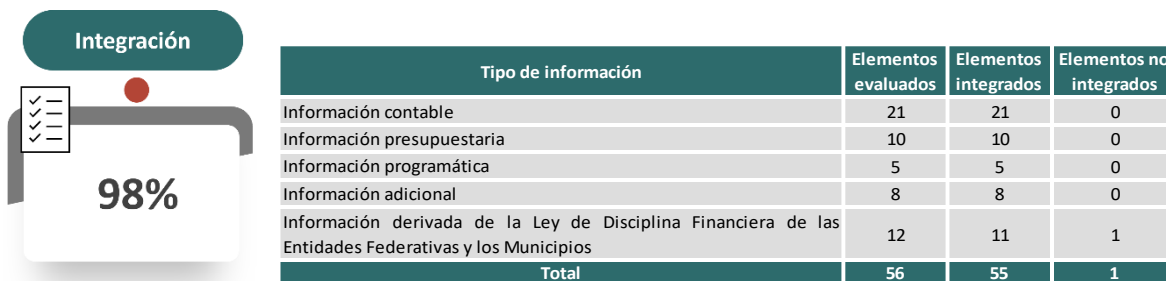 Integración
98%
Tipo de información Elementos evaluados Elementos integrados Elementos no integrados
Información contable 21 21 0
Información presupuestaria 10 10 0
Información programática 5 5 0
Información adicional 8 8 0
Información derivada de la Ley de Disciplina Financiera de las
Entidades Federativas y los Municipios 12 11 1
Total 56 55 1